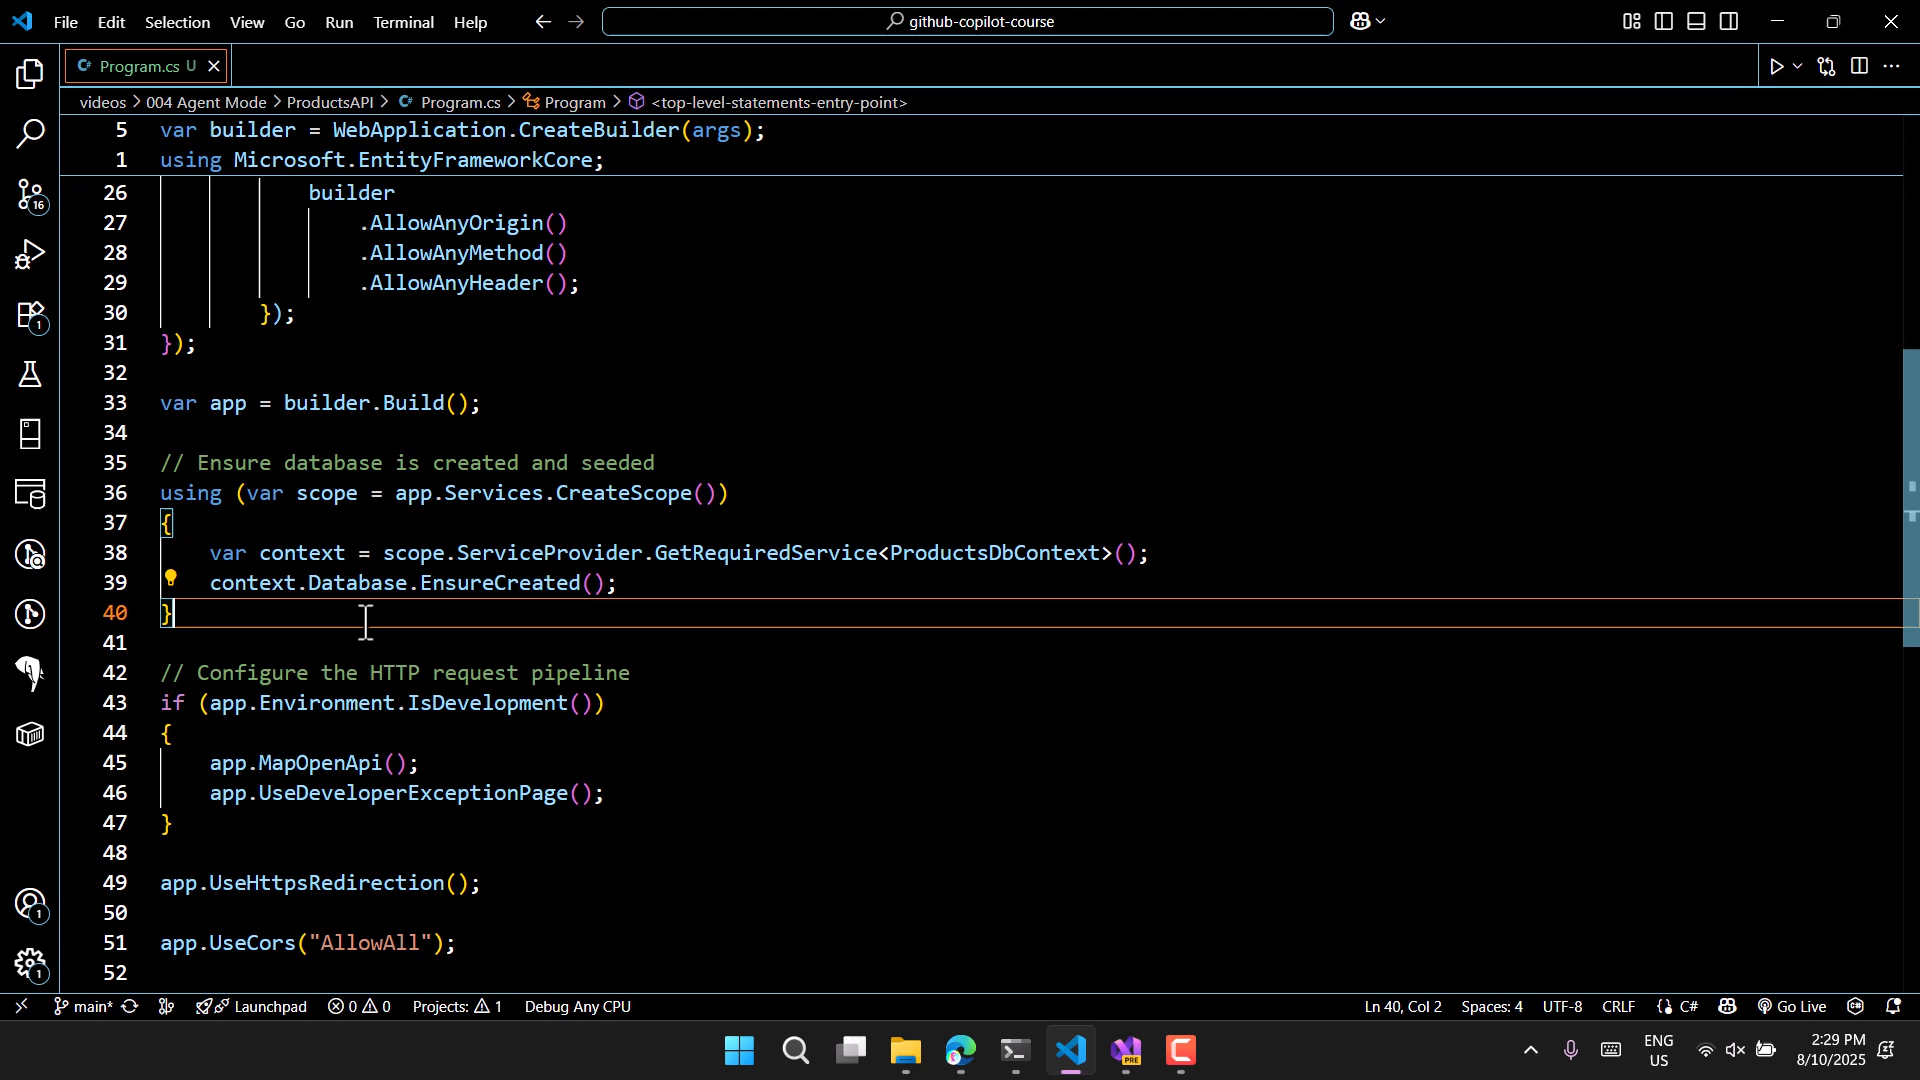 File Edit Selection View Go Run Terminal Help
github-copilot-course
C# Program.cs U
videos > 004 Agent Mode > ProductsAPI > C# Program.cs > Program > <top-level-statements-entry-point>
5 var builder = WebApplication.CreateBuilder(args);
1 using Microsoft.EntityFrameworkCore;
26 builder
27 .AllowAnyOrigin()
28 .AllowAnyMethod()
29 .AllowAnyHeader();
30 });
31 });
32
33 var app = builder.Build();
34
35 // Ensure database is created and seeded
36 using (var scope = app.Services.CreateScope())
37 {
38 var context = scope.ServiceProvider.GetRequiredService<ProductsDbContext>();
39 context.Database.EnsureCreated();
40 }
41
42 // Configure the HTTP request pipeline
43 if (app.Environment.IsDevelopment())
44 {
45 app.MapOpenApi();
46 app.UseDeveloperExceptionPage();
47 }
48
49 app.UseHttpsRedirection();
50
51 app.UseCors("AllowAll");
52
16
1
1
1
main* Launchpad 0 0 Projects: 1 Debug Any CPU Ln 40, Col 2 Spaces: 4 UTF-8 CRLF {} C# Go Live
PRE
ENG
US
2:29 PM
8/10/2025